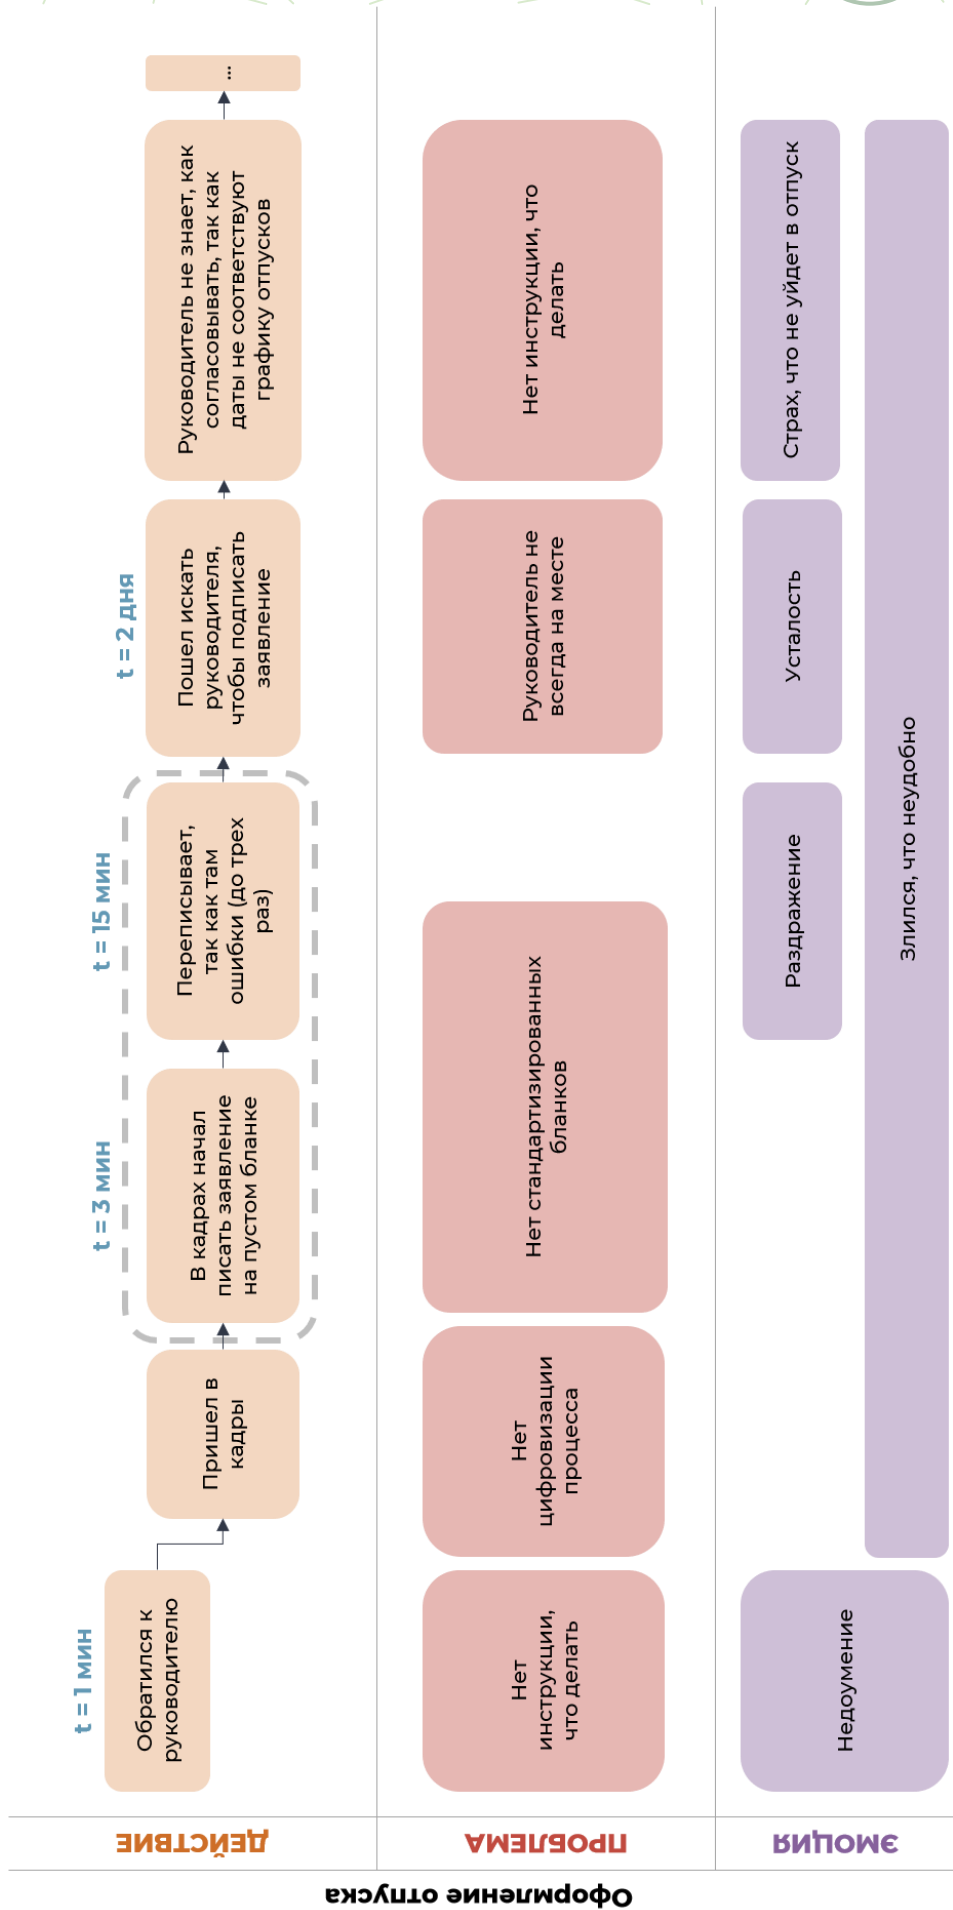 Оформление отпуска
ДЕЙСТВИЕ
t = 1 мин
Обратился к
руководителю
Пришел в
кадры
t = 3 мин
В кадрах начал
писать заявление
на пустом бланке
t = 15 мин
Переписывает,
так как там
ошибки (до трех
раз)
t = 2 дня
Пошел искать
руководителя,
чтобы подписать
заявление
Руководитель не знает, как
согласовывать, так как
даты не соответствуют
графику отпусков
...
ПРОБЛЕМА
Нет
инструкции,
что делать
Нет
цифровизации
процесса
Нет стандартизированных
бланков
Руководитель не
всегда на месте
Нет инструкции, что
делать
ЭМОЦИЯ
Недоумение
Раздражение
Усталость
Страх, что не уйдет в отпуск
Злился, что неудобно